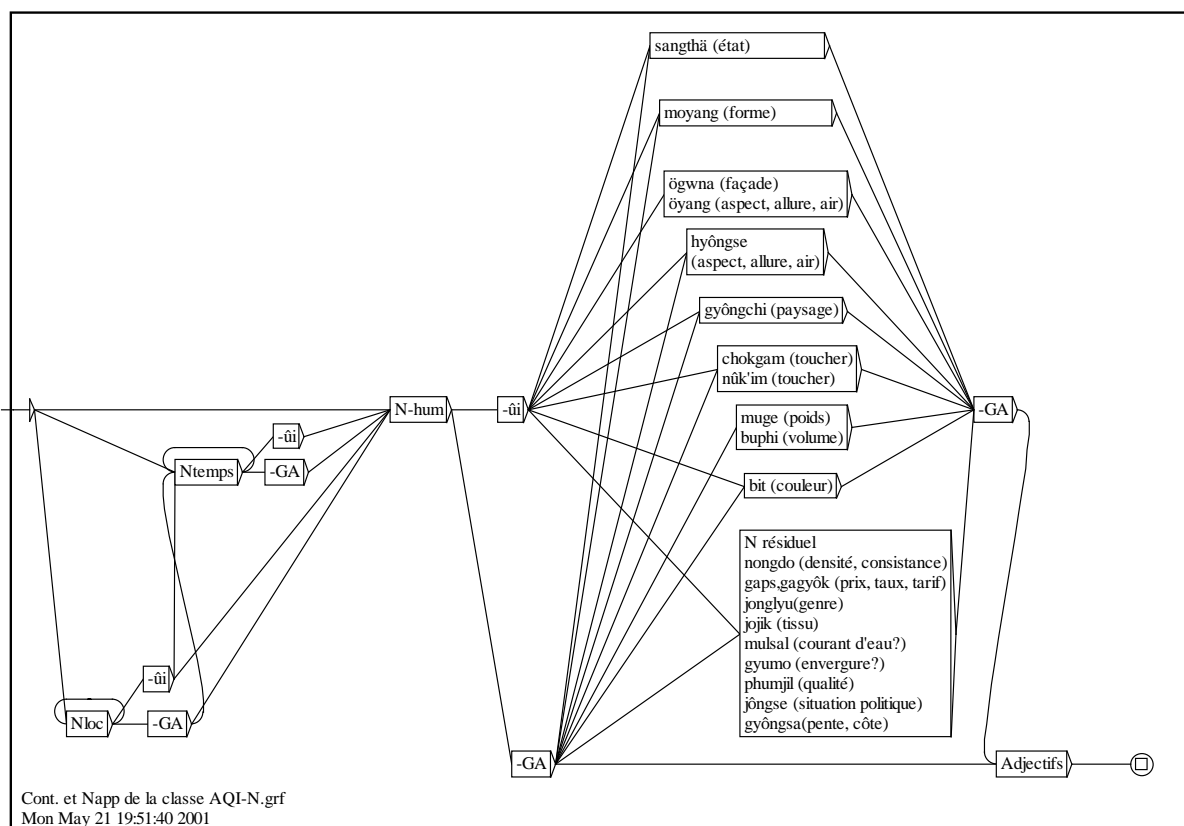 sangthä (état)
moyang (forme)
ögwna (façade)
öyang (aspect, allure, air)
hyôngse
(aspect, allure, air)
gyôngchi (paysage)
chokgam (toucher)
nûk'im (toucher)
N-hum
-ûi
-GA
muge (poids)
buphi (volume)
-ûi
Ntemps
-GA
bit (couleur)
N résiduel
nongdo (densité, consistance)
gaps,gagyôk (prix, taux, tarif)
jonglyu(genre)
jojik (tissu)
mulsal (courant d'eau?)
gyumo (envergure?)
phumjil (qualité)
jôngse (situation politique)
gyôngsa(pente, côte)
-ûi
Nloc
-GA
-GA
Adjectifs
Cont. et Napp de la classe AQI-N.grf
Mon May 21 19:51:40 2001